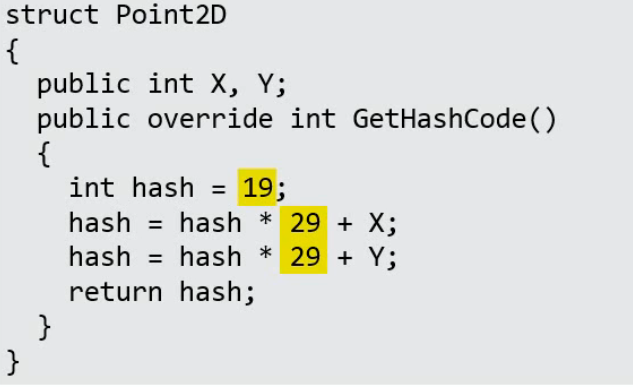 struct Point2D
{
  public int X, Y;
  public override int GetHashCode()
  {
    int hash = 19;
    hash = hash * 29 + X;
    hash = hash * 29 + Y;
    return hash;
  }
}